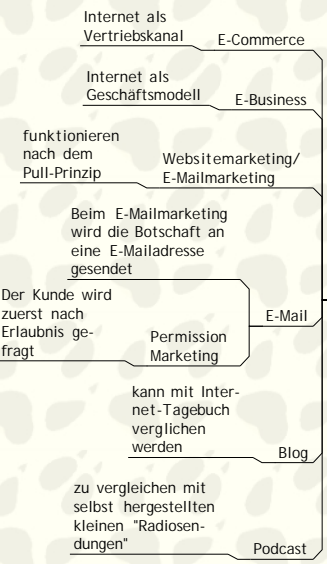 Internet als
Vertriebskanal
E-Commerce
Internet als
Geschäftsmodell
E-Business
funktionieren
nach dem
Pull-Prinzip
Websitemarketing/
E-Mailmarketing
Beim E-Mailmarketing
wird die Botschaft an
eine E-Mailadresse
gesendet
E-Mail
Der Kunde wird
zuerst nach
Erlaubnis ge-
fragt
Permission
Marketing
kann mit Inter-
net-Tagebuch
verglichen
werden
Blog
zu vergleichen mit
selbst hergestellten
kleinen "Radiosen-
dungen"
Podcast